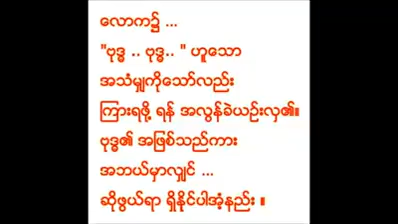 လောက၌ ...
"ဗုဒ္ဓ .. ဗုဒ္ဓ.. " ဟူသော
အသံမျှကိုသော်လည်း
ကြားရဖို့ ရန် အလွန်ခဲယဉ်းလှ၏။
ဗုဒ္ဓ၏ အဖြစ်သည်ကား
အဘယ်မှာလျှင် ...
ဆိုဖွယ်ရာ ရှိနိုင်ပါအံ့နည်း ။